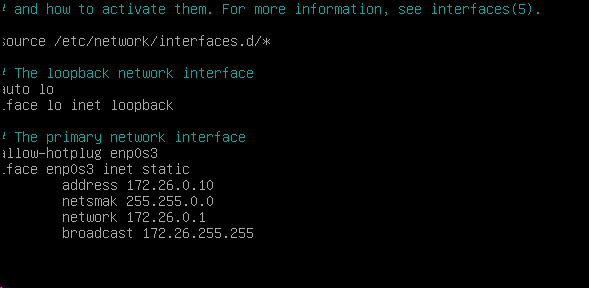 # and how to activate them. For more information, see interfaces(5).
source /etc/network/interfaces.d/*
# The loopback network interface
auto lo
iface lo inet loopback
# The primary network interface
allow-hotplug enp0s3
iface enp0s3 inet static
address 172.26.0.10
netsmak 255.255.0.0
network 172.26.0.1
broadcast 172.26.255.255